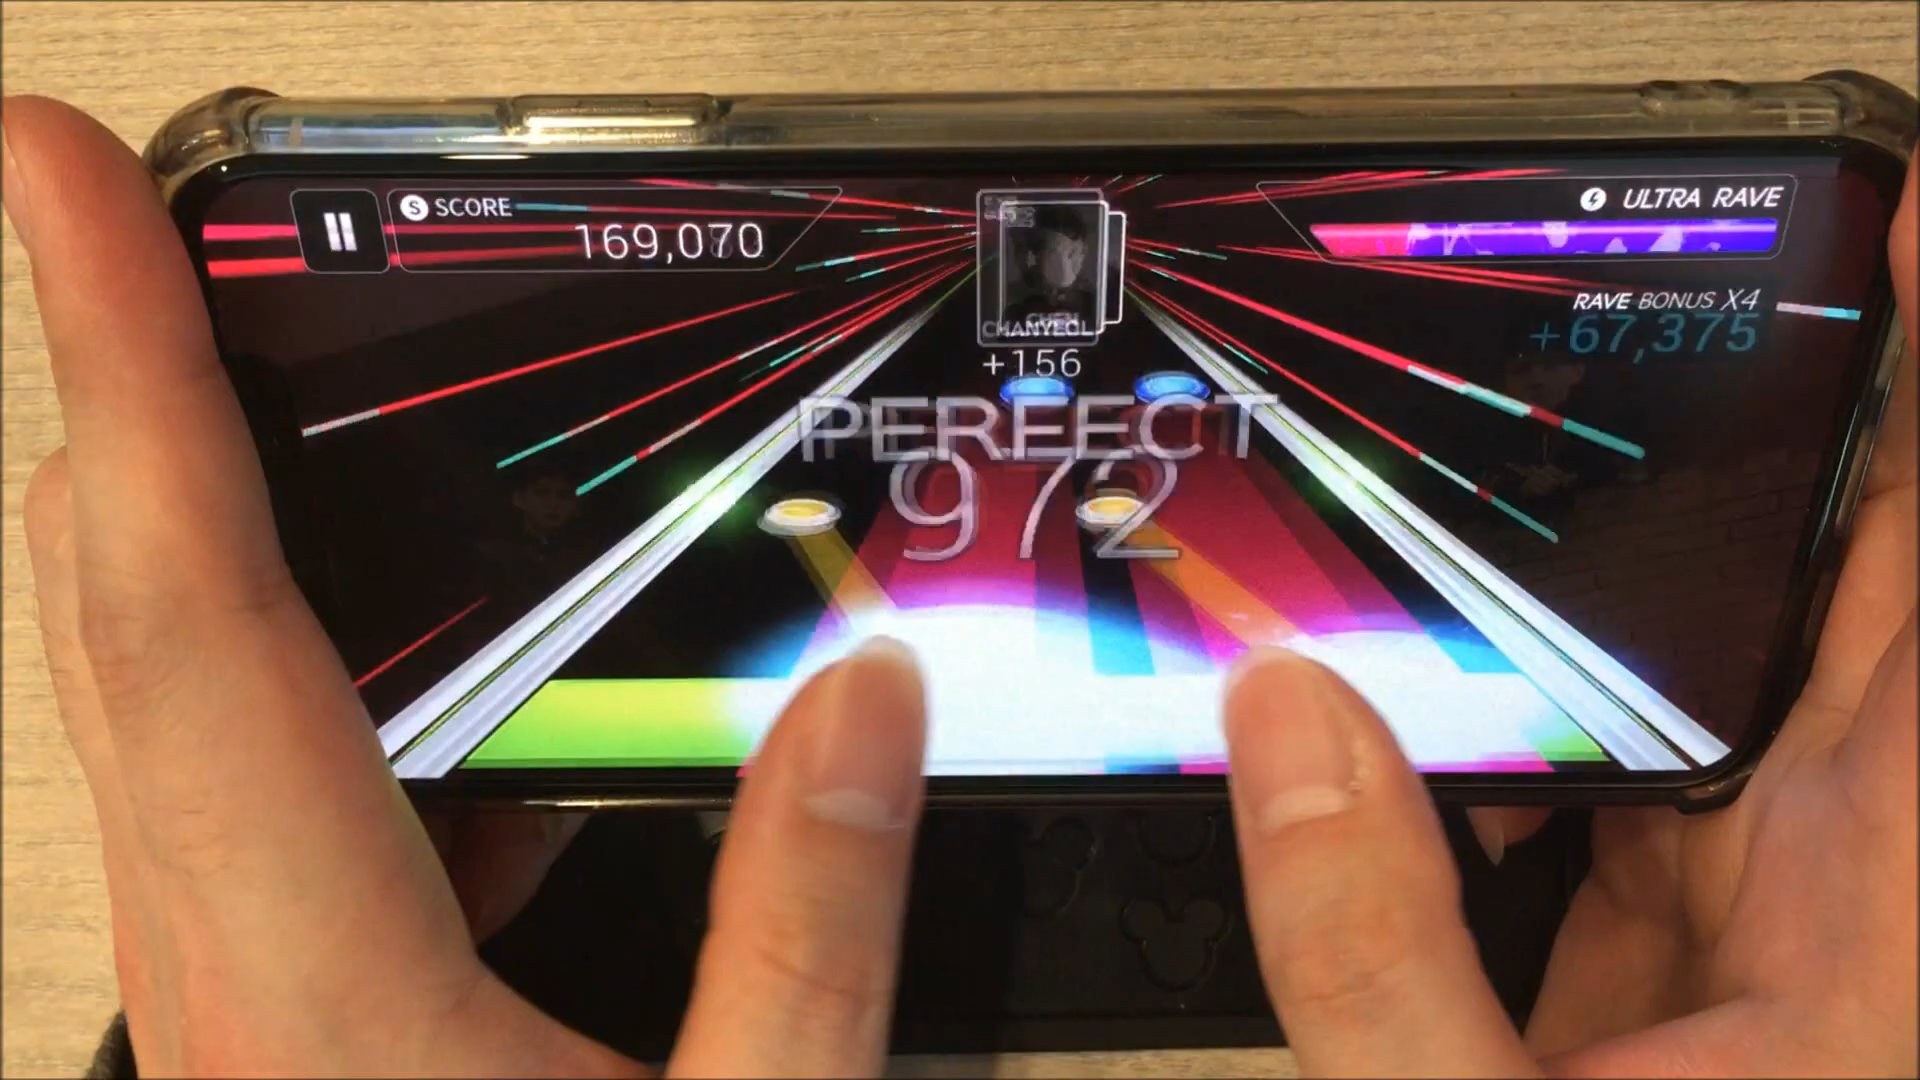 SCORE
169,070
ULTRA RAVE
RAVE BONUS X4
+67,375
CHANYEOL
+156
PERFECT
972